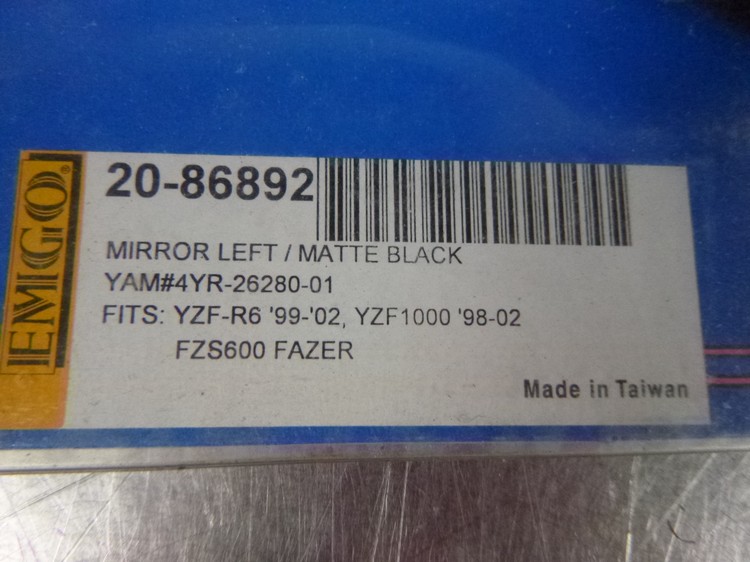 EMGO®
20-86892
MIRROR LEFT / MATTE BLACK
YAM#4YR-26280-01
FITS: YZF-R6 '99-'02, YZF1000 '98-02
FZS600 FAZER
Made in Taiwan